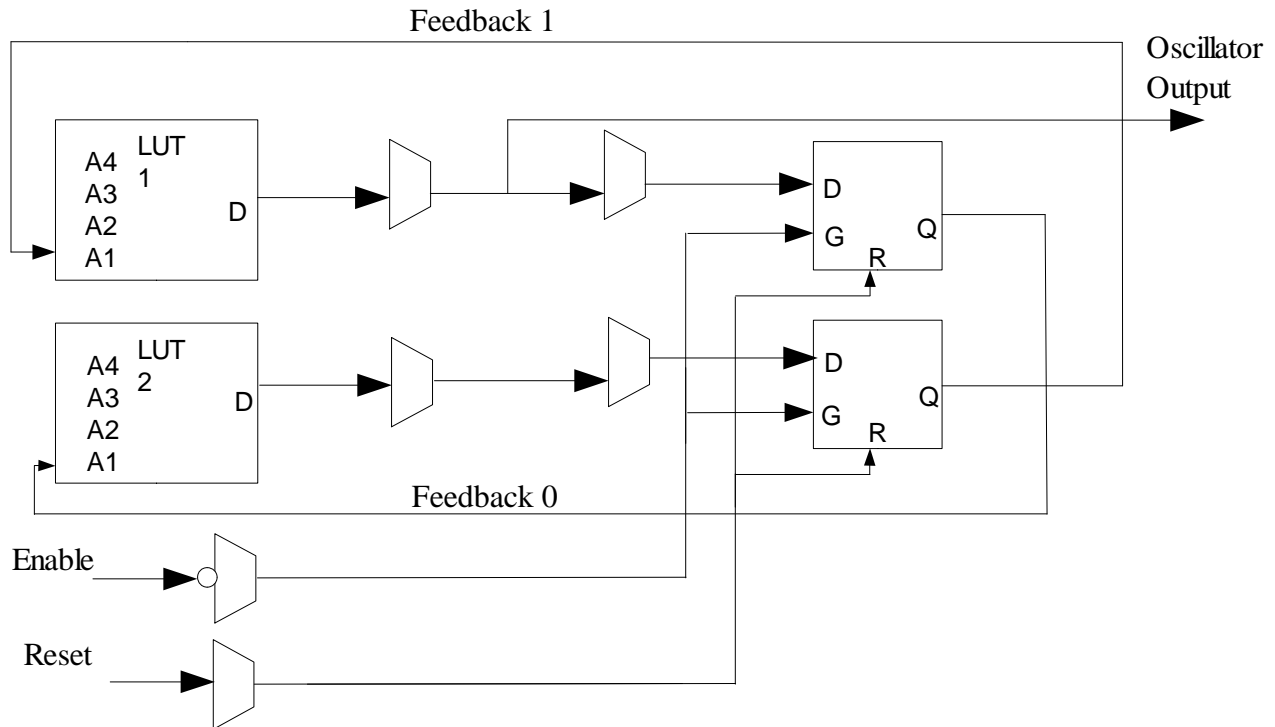 Feedback 1
Oscillator
Output
LUT
1
A4
A3
A2
A1
D
D
G
Q
R
LUT
2
A4
A3
A2
A1
D
D
G
Q
R
Feedback 0
Enable
Reset